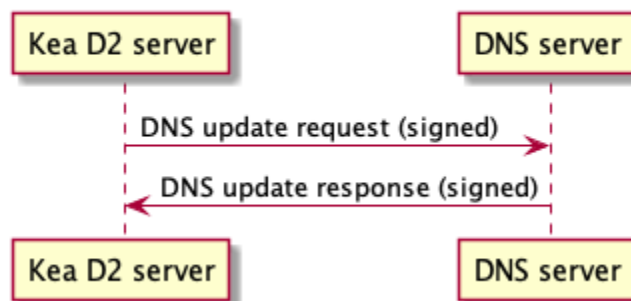 Kea D2 server
DNS server
DNS update request (signed)
DNS update response (signed)
Kea D2 server
DNS server